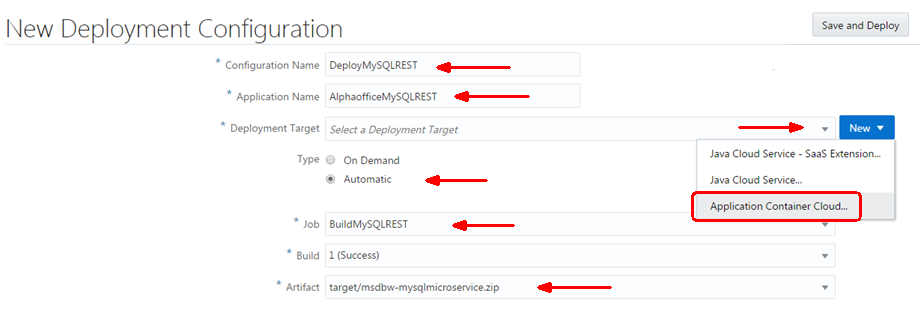 New Deployment Configuration
Save and Deploy
* Configuration Name DeployMySQLREST
* Application Name AlphaofficeMySQLREST
* Deployment Target Select a Deployment Target New
Java Cloud Service - SaaS Extension...
Java Cloud Service...
Application Container Cloud...
Type On Demand
Automatic
* Job BuildMySQLREST
* Build 1 (Success)
* Artifact target/msdbw-mysqlmicroservice.zip